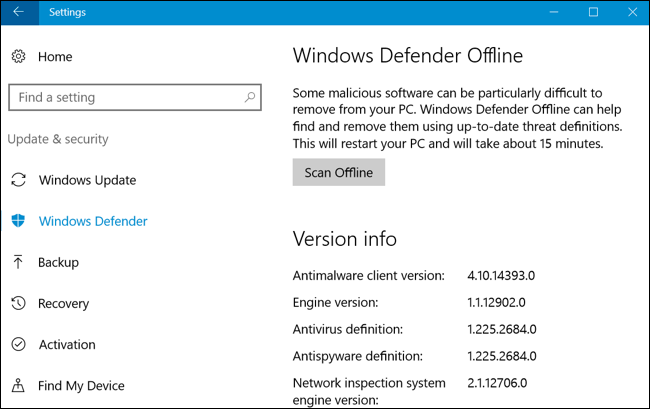 Settings
Home
Find a setting
Update & security
Windows Update
Windows Defender
Backup
Recovery
Activation
Find My Device
Windows Defender Offline
Some malicious software can be particularly difficult to
remove from your PC. Windows Defender Offline can help
find and remove them using up-to-date threat definitions.
This will restart your PC and will take about 15 minutes.
Scan Offline
Version info
Antimalware client version: 4.10.14393.0
Engine version: 1.1.12902.0
Antivirus definition: 1.225.2684.0
Antispyware definition: 1.225.2684.0
Network inspection system 2.1.12706.0
engine version: